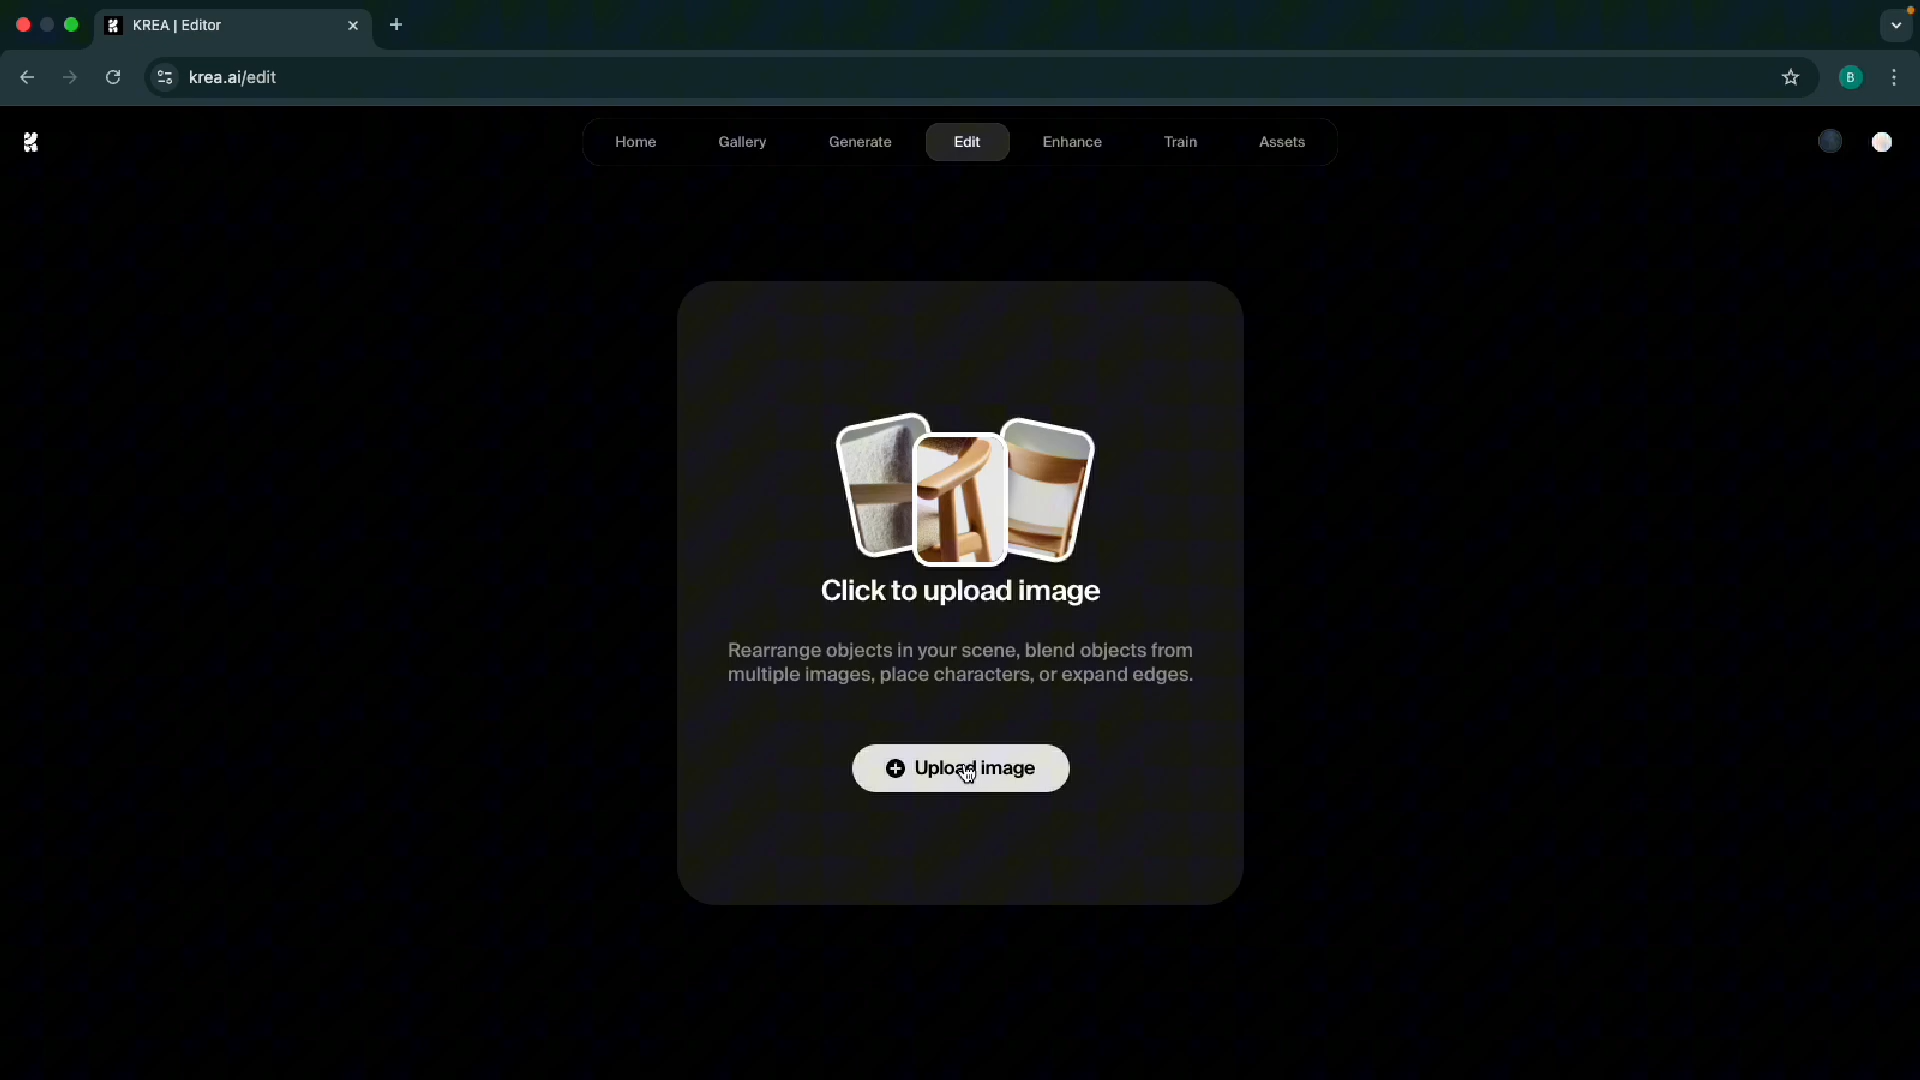 KREA | Editor
krea.ai/edit
B
Home
Gallery
Generate
Edit
Enhance
Train
Assets
Click to upload image
Rearrange objects in your scene, blend objects from
multiple images, place characters, or expand edges.
Upload image